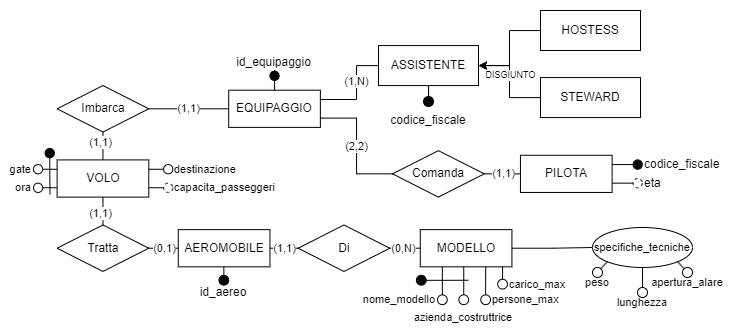 HOSTESS
id_equipaggio
ASSISTENTE
DISGIUNTO
(1,N)
STEWARD
Imbarca
(1,1)
EQUIPAGGIO
codice_fiscale
(1,1)
(2,2)
gate
destinazione
VOLO
Comanda
(1,1)
PILOTA
codice_fiscale
ora
capacita_passeggeri
eta
(1,1)
Tratta
(0,1)
AEROMOBILE
(1,1)
Di
(0,N)
MODELLO
specifiche_tecniche
id_aereo
nome_modello
carico_max
persone_max
azienda_costruttrice
peso
apertura_alare
lunghezza